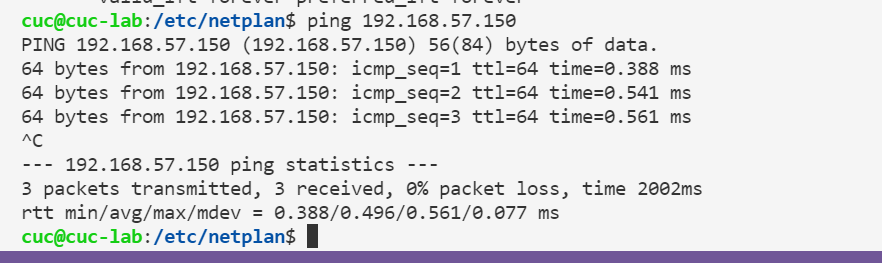 cuc@cuc-lab:/etc/netplan$ ping 192.168.57.150
PING 192.168.57.150 (192.168.57.150) 56(84) bytes of data.
64 bytes from 192.168.57.150: icmp_seq=1 ttl=64 time=0.388 ms
64 bytes from 192.168.57.150: icmp_seq=2 ttl=64 time=0.541 ms
64 bytes from 192.168.57.150: icmp_seq=3 ttl=64 time=0.561 ms
^C
--- 192.168.57.150 ping statistics ---
3 packets transmitted, 3 received, 0% packet loss, time 2002ms
rtt min/avg/max/mdev = 0.388/0.496/0.561/0.077 ms
cuc@cuc-lab:/etc/netplan$